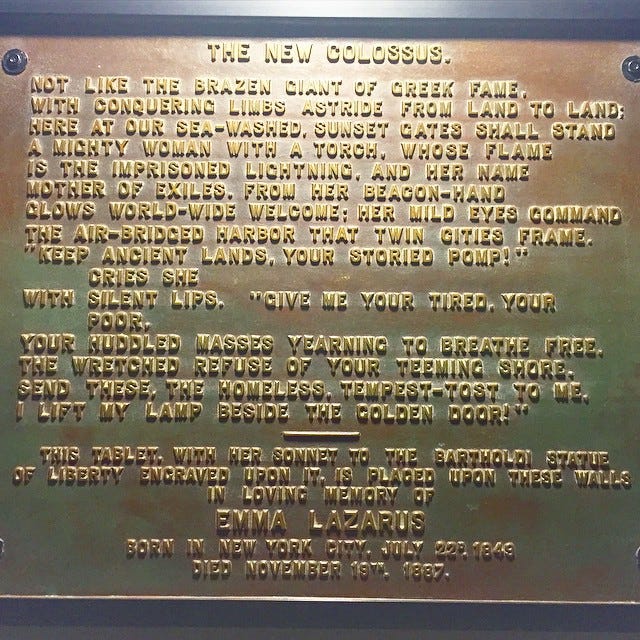 THE NEW COLOSSUS.
NOT LIKE THE BRAZEN GIANT OF GREEK FAME,
WITH CONQUERING LIMBS ASTRIDE FROM LAND TO LAND;
HERE AT OUR SEA-WASHED, SUNSET GATES SHALL STAND
A MIGHTY WOMAN WITH A TORCH, WHOSE FLAME
IS THE IMPRISONED LIGHTNING, AND HER NAME
MOTHER OF EXILES. FROM HER BEACON-HAND
GLOWS WORLD-WIDE WELCOME; HER MILD EYES COMMAND
THE AIR-BRIDGED HARBOR THAT TWIN CITIES FRAME.
"KEEP ANCIENT LANDS, YOUR STORIED POMP!"
CRIES SHE
WITH SILENT LIPS. "GIVE ME YOUR TIRED, YOUR
POOR,
YOUR HUDDLED MASSES YEARNING TO BREATHE FREE,
THE WRETCHED REFUSE OF YOUR TEEMING SHORE.
SEND THESE, THE HOMELESS, TEMPEST-TOST TO ME,
I LIFT MY LAMP BESIDE THE GOLDEN DOOR!"
THIS TABLET, WITH HER SONNET TO THE BARTHOLDI STATUE
OF LIBERTY ENGRAVED UPON IT, IS PLACED UPON THESE WALLS
IN LOVING MEMORY OF
EMMA LAZARUS
BORN IN NEW YORK CITY, JULY 22D, 1849
DIED NOVEMBER 19TH, 1887.